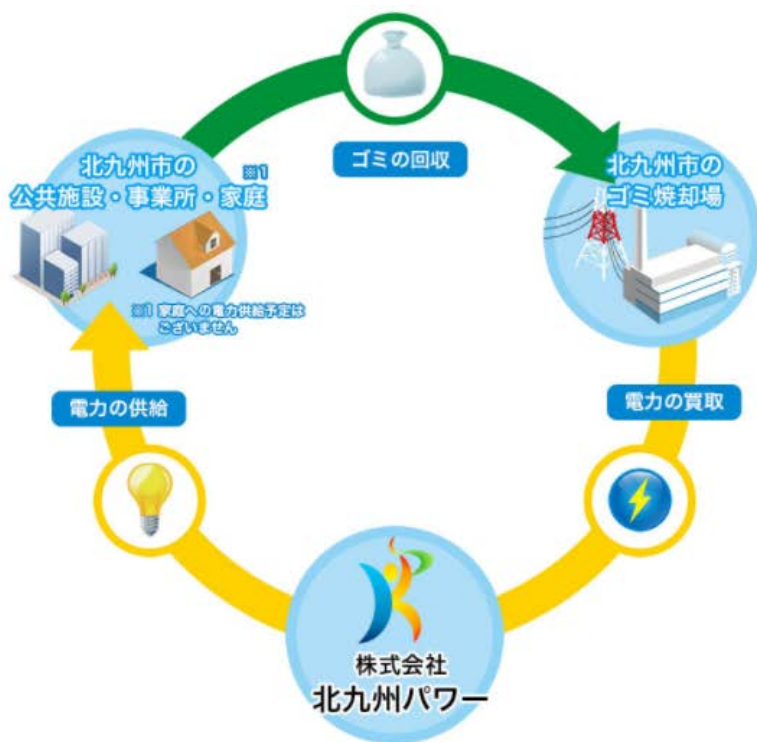 ゴミの回収
北九州市の
公共施設・事業所・家庭
※1
※1 家庭への電力供給予定は
ございません
北九州市の
ゴミ焼却場
電力の供給
電力の買取
株式会社
北九州パワー